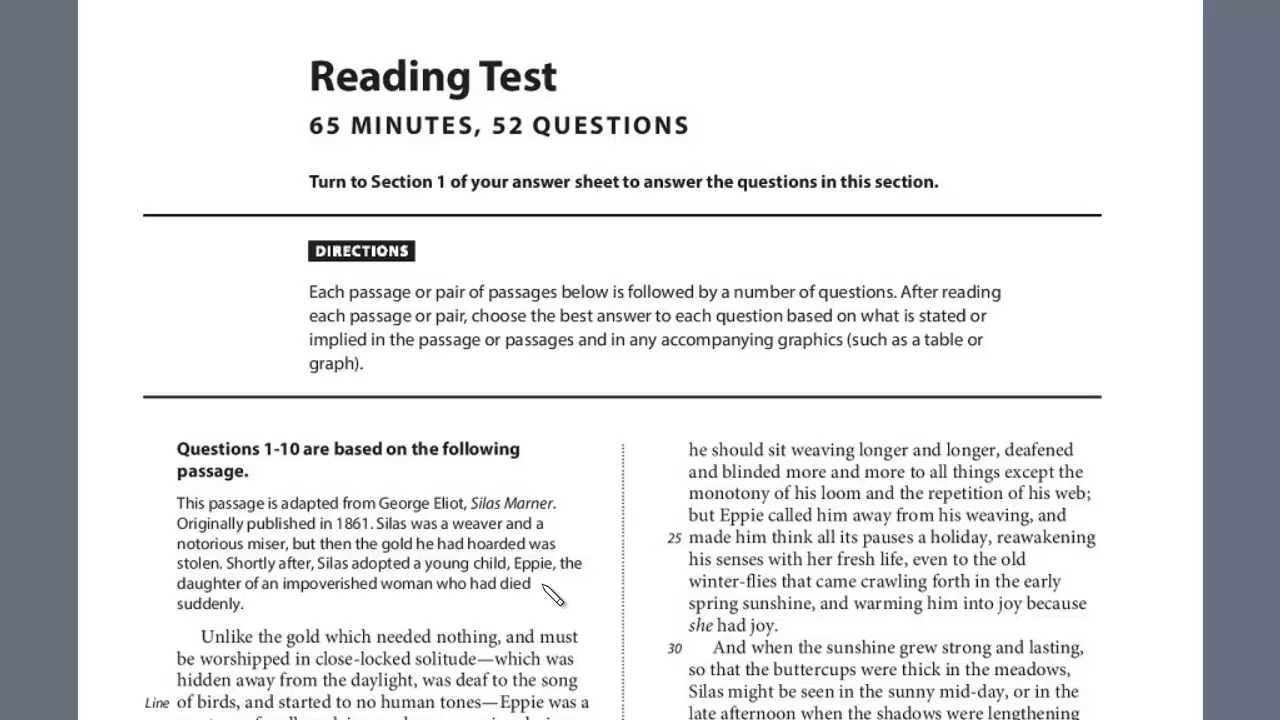 Reading Test
65 MINUTES, 52 QUESTIONS
Turn to Section 1 of your answer sheet to answer the questions in this section.
DIRECTIONS
Each passage or pair of passages below is followed by a number of questions. After reading
each passage or pair, choose the best answer to each question based on what is stated or
implied in the passage or passages and in any accompanying graphics (such as a table or
graph).
Questions 1-10 are based on the following
passage.
This passage is adapted from George Eliot, Silas Marner.
Originally published in 1861. Silas was a weaver and a
notorious miser, but then the gold he had hoarded was
stolen. Shortly after, Silas adopted a young child, Eppie, the
daughter of an impoverished woman who had died
suddenly.
Unlike the gold which needed nothing, and must
be worshipped in close-locked solitude—which was
hidden away from the daylight, was deaf to the song
Line of birds, and started to no human tones—Eppie was a
he should sit weaving longer and longer, deafened
and blinded more and more to all things except the
monotony of his loom and the repetition of his web;
but Eppie called him away from his weaving, and
25 made him think all its pauses a holiday, reawakening
his senses with her fresh life, even to the old
winter-flies that came crawling forth in the early
spring sunshine, and warming him into joy because
she had joy.
30 And when the sunshine grew strong and lasting,
so that the buttercups were thick in the meadows,
Silas might be seen in the sunny mid-day, or in the
late afternoon when the shadows were lengthening